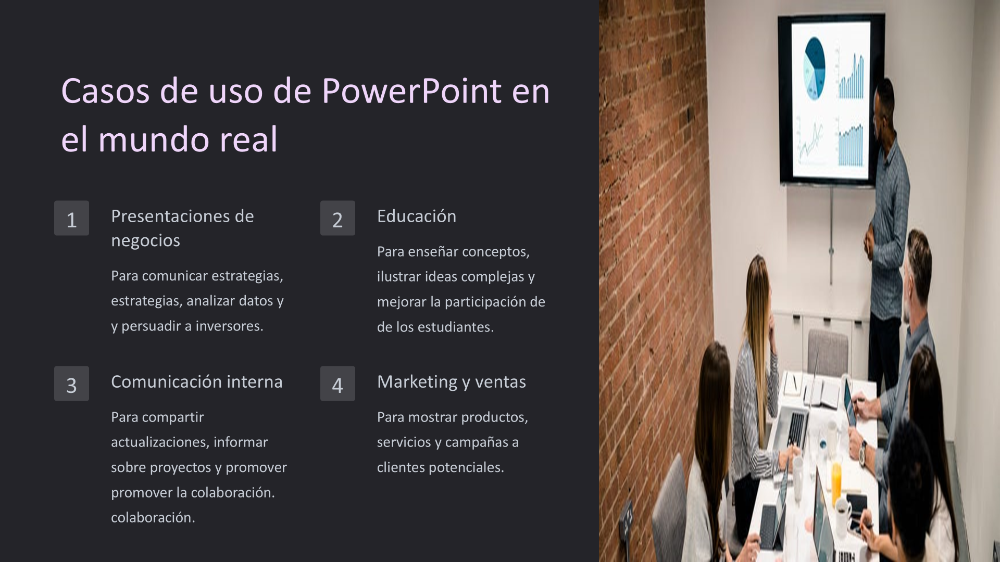 Casos de uso de PowerPoint en
el mundo real
1
Presentaciones de
negocios
Para comunicar estrategias,
estrategias, analizar datos y
y persuadir a inversores.
2
Educación
Para enseñar conceptos,
ilustrar ideas complejas y
mejorar la participación de
de los estudiantes.
3
Comunicación interna
Para compartir
actualizaciones, informar
sobre proyectos y promover
promover la colaboración.
colaboración.
4
Marketing y ventas
Para mostrar productos,
servicios y campañas a
clientes potenciales.